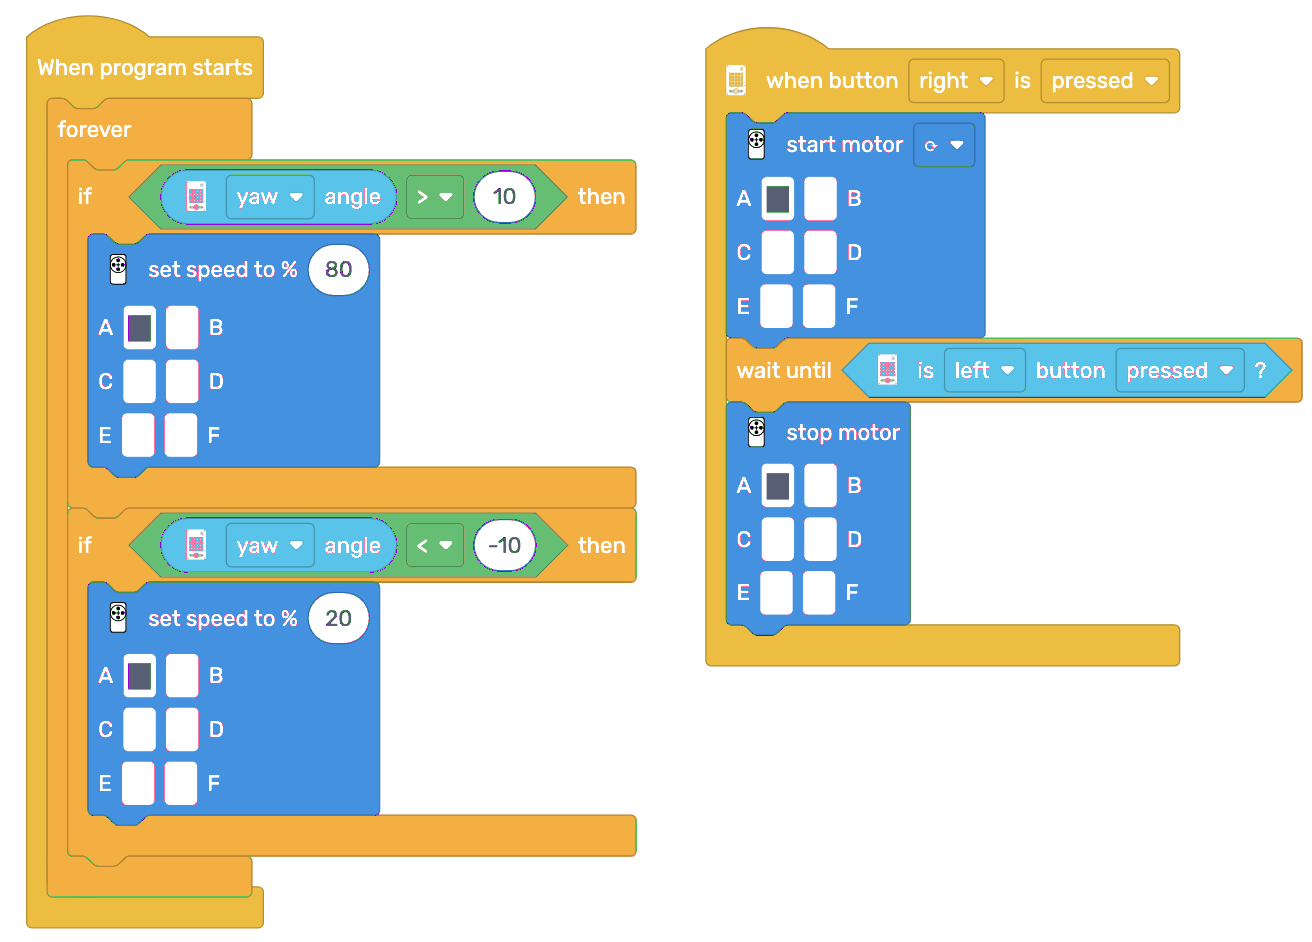 When program starts
forever
if yaw angle > 10 then
set speed to % 80
A B
C D
E F
if yaw angle < -10 then
set speed to % 20
A B
C D
E F
when button right is pressed
start motor
A B
C D
E F
wait until is left button pressed ?
stop motor
A B
C D
E F